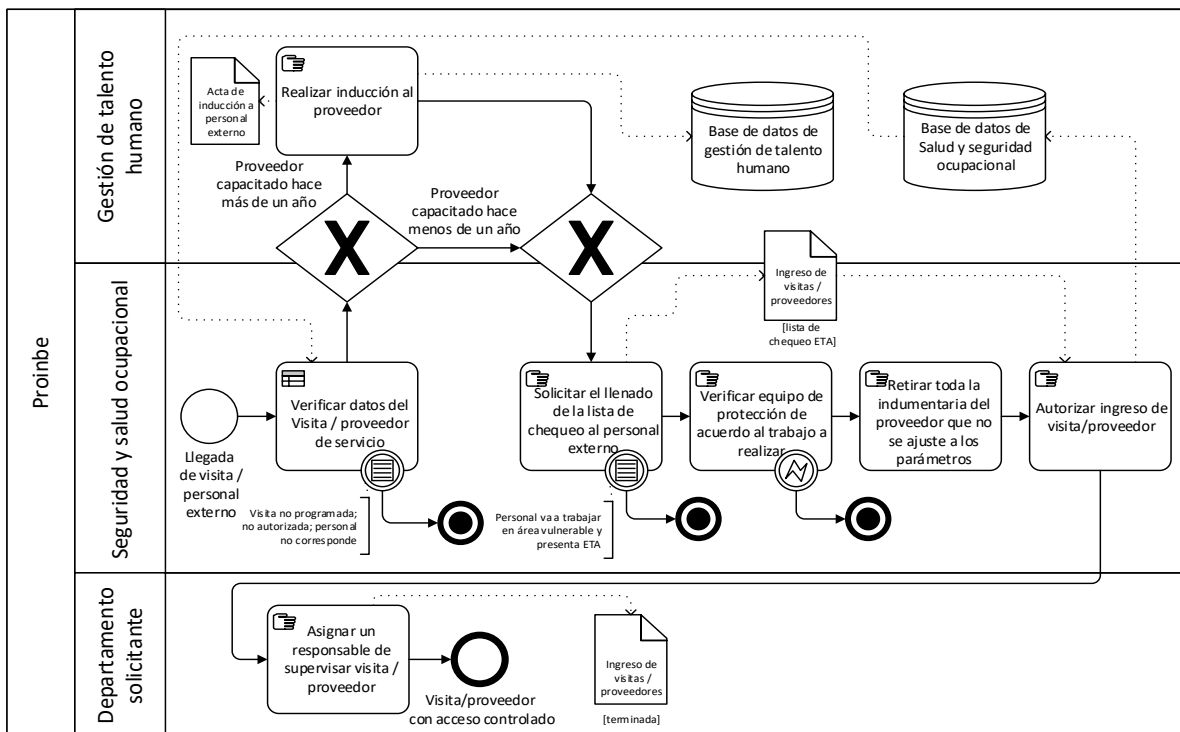 Proinbe
Gestión de talento
humano
Acta de
inducción a
personal
externo
Realizar inducción al
proveedor
Base de datos de
gestión de talento
humano
Base de datos de
Salud y seguridad
ocupacional
Proveedor
capacitado hace
más de un año
Proveedor
capacitado hace
menos de un año
X
X
Seguridad y salud ocupacional
Ingreso de
visitas /
proveedores
[lista de
chequeo ETA]
Llegada
de visita /
personal
externo
Verificar datos del
Visita / proveedor
de servicio
Visita no programada;
no autorizada; personal
no corresponde
Solicitar el llenado
de la lista de
chequeo al personal
externo
Personal va a trabajar
en área vulnerable y
presenta ETA
Verificar equipo de
protección de
acuerdo al trabajo a
realizar
Retirar toda la
indumentaria del
proveedor que no
se ajuste a los
parámetros
Autorizar ingreso de
visita/proveedor
Departamento
solicitante
Asignar un
responsable de
supervisar visita /
proveedor
Visita/proveedor
con acceso controlado
Ingreso de
visitas /
proveedores
[terminada]